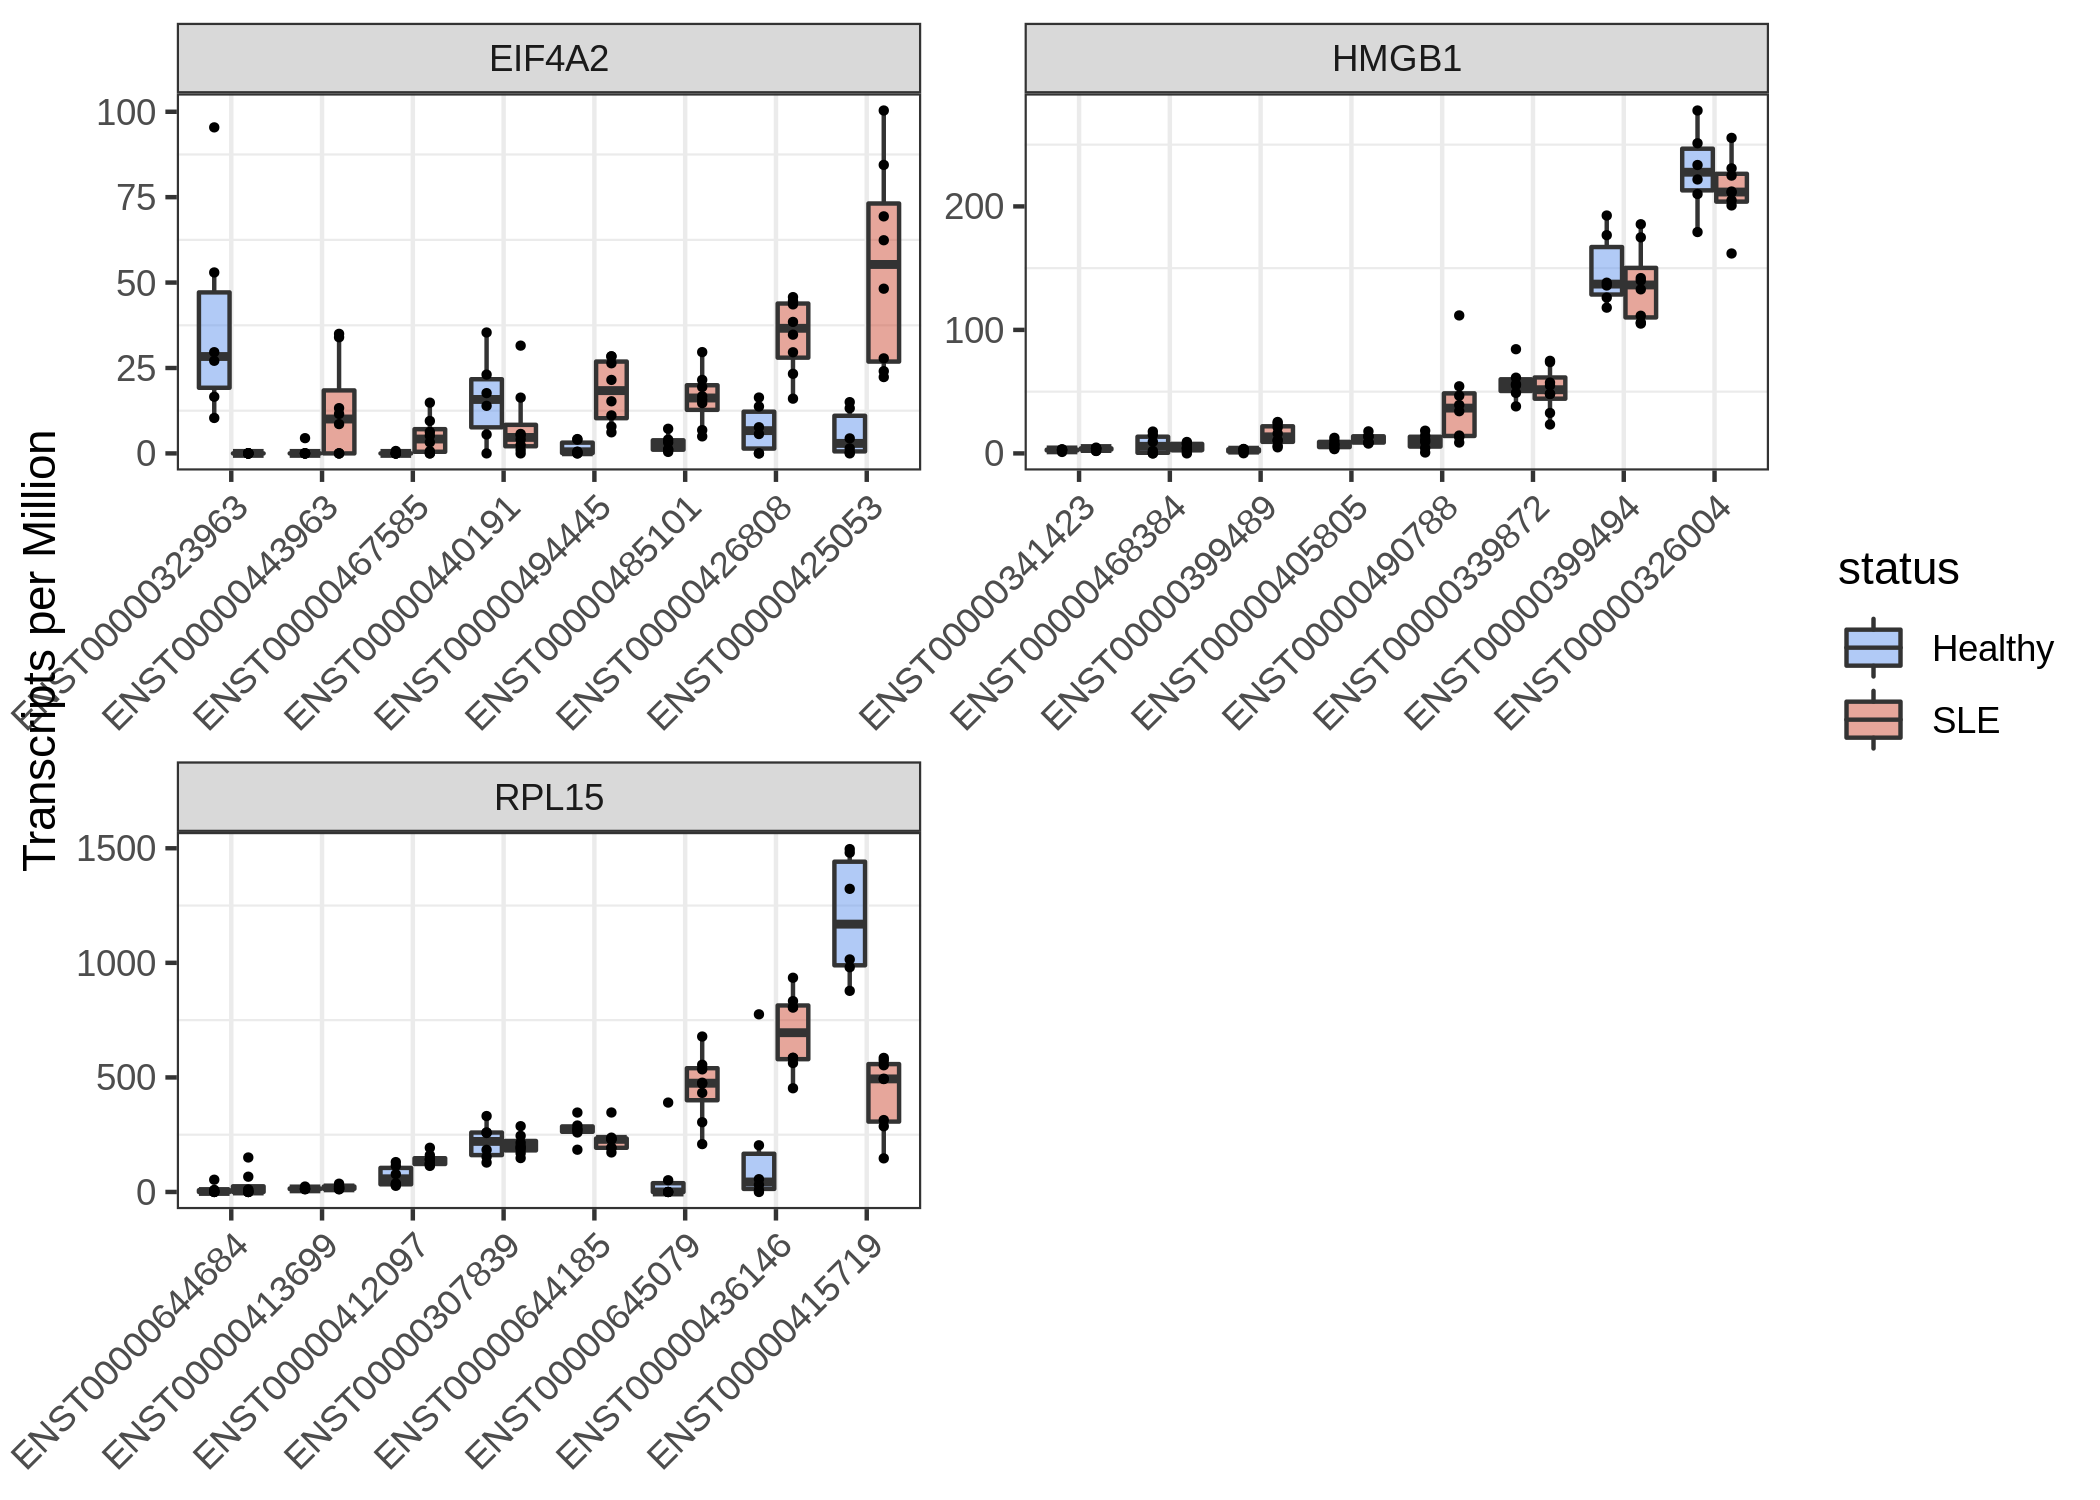 EIF4A2
HMGB1
100
75
50
25
0
200
100
0
ENST00000323963
ENST00000443963
ENST00000467585
ENST00000440191
ENST00000494445
ENST00000485101
ENST00000426808
ENST00000425053
ENST00000341423
ENST00000468384
ENST00000399489
ENST00000405805
ENST00000490788
ENST00000339872
ENST00000399494
ENST00000326004
Transcripts per Million
status
Healthy
SLE
RPL15
1500
1000
500
0
ENST00000644684
ENST00000413699
ENST00000412097
ENST00000307839
ENST00000644185
ENST00000645079
ENST00000436146
ENST00000415719